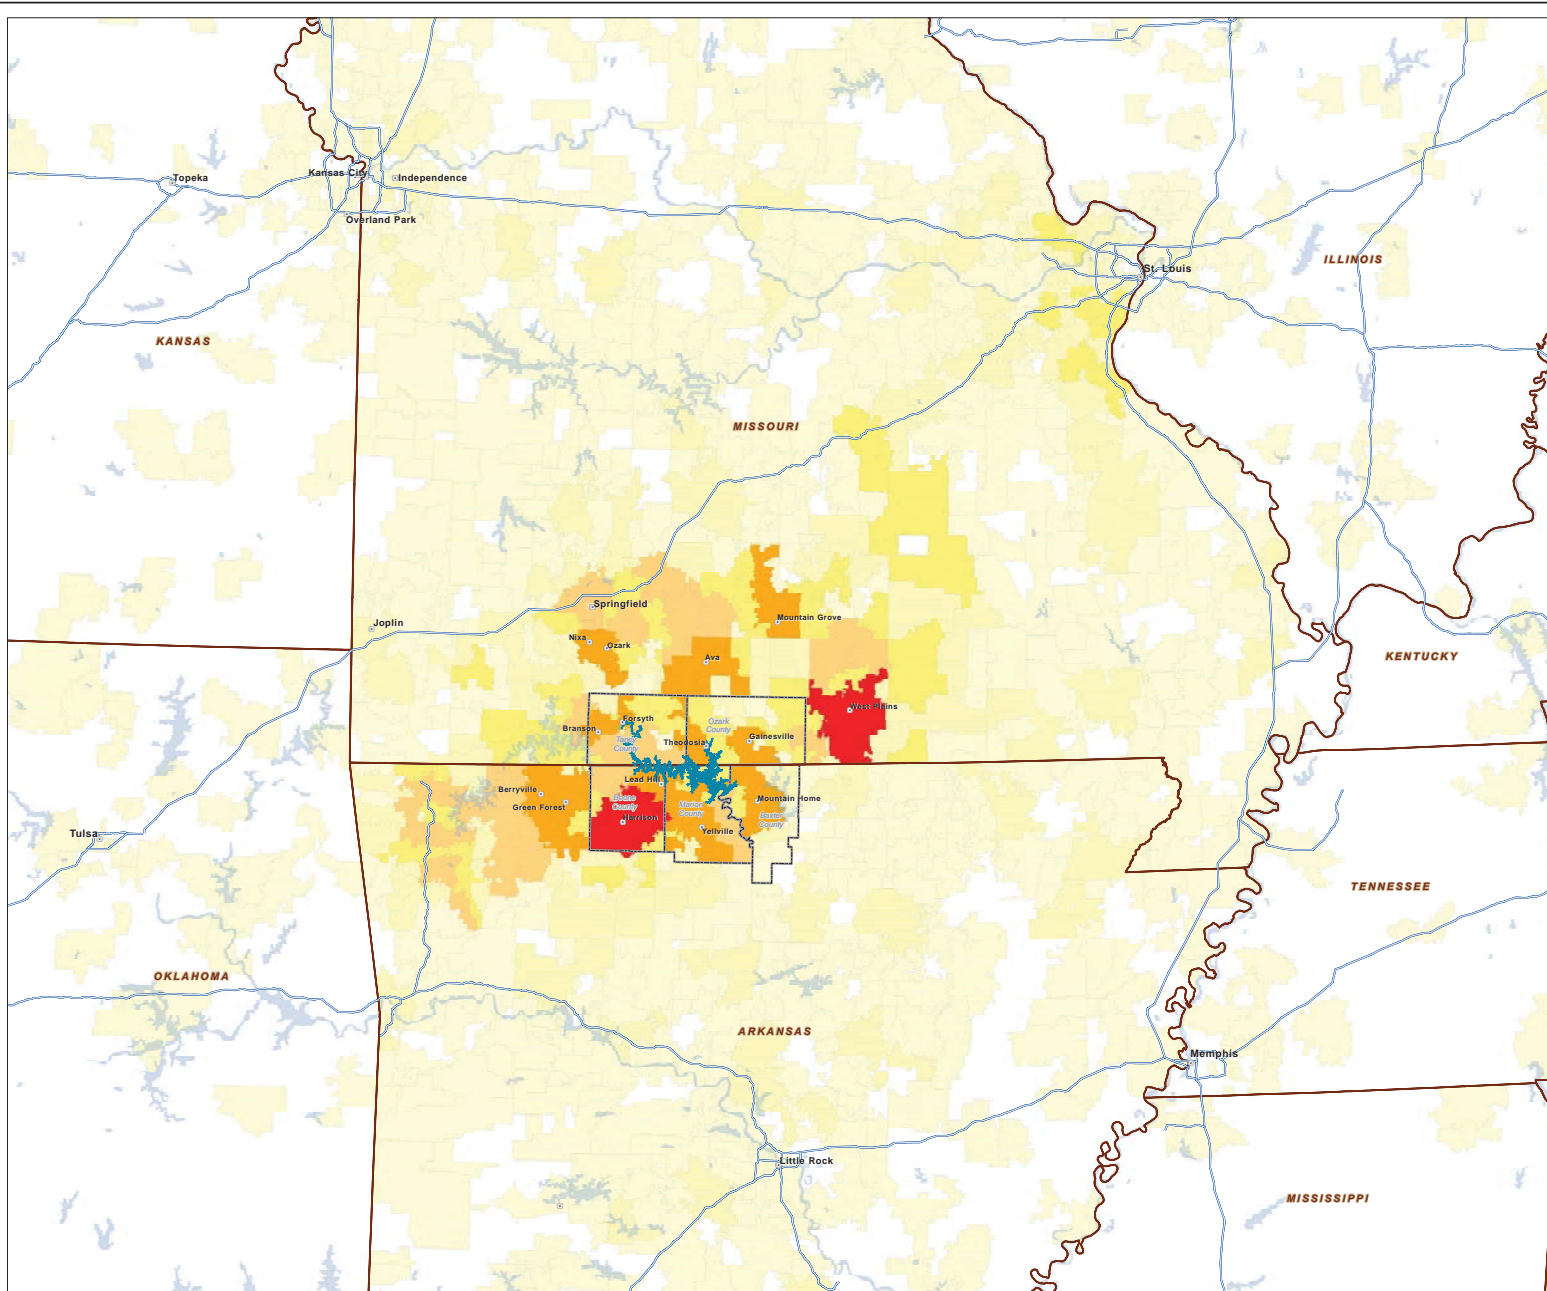 Topeka
Kansas City
Independence
Overland Park
St. Louis
ILLINOIS
KANSAS
MISSOURI
Springfield
Mountain Grove
Joplin
Nixa
Ozark
Ava
KENTUCKY
West Plains
Forsyth
Branson
Ozark
County
Taney
County
Theodosia
Gainesville
Lead Hill
Berryville
Green Forest
Boone
County
Marion
County
Mountain Home
Baxter
County
Harrison
Yellville
Tulsa
TENNESSEE
OKLAHOMA
ARKANSAS
Memphis
Little Rock
MISSISSIPPI